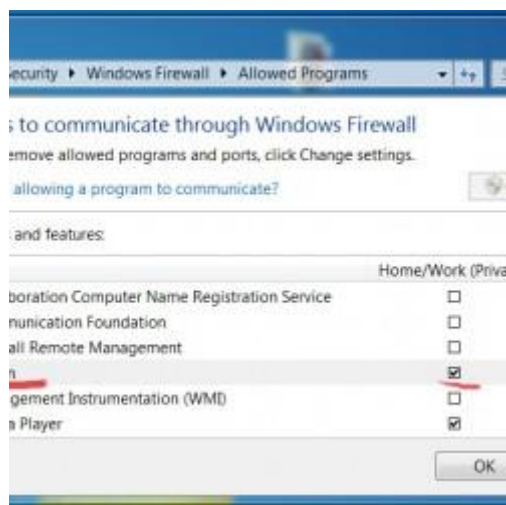 ecurity ▸ Windows Firewall ▸ Allowed Programs
s to communicate through Windows Firewall
emove allowed programs and ports, click Change settings.
allowing a program to communicate?
and features:
Home/Work (Priva
boration Computer Name Registration Service
nunication Foundation
all Remote Management
n
gement Instrumentation (WMI)
a Player
OK